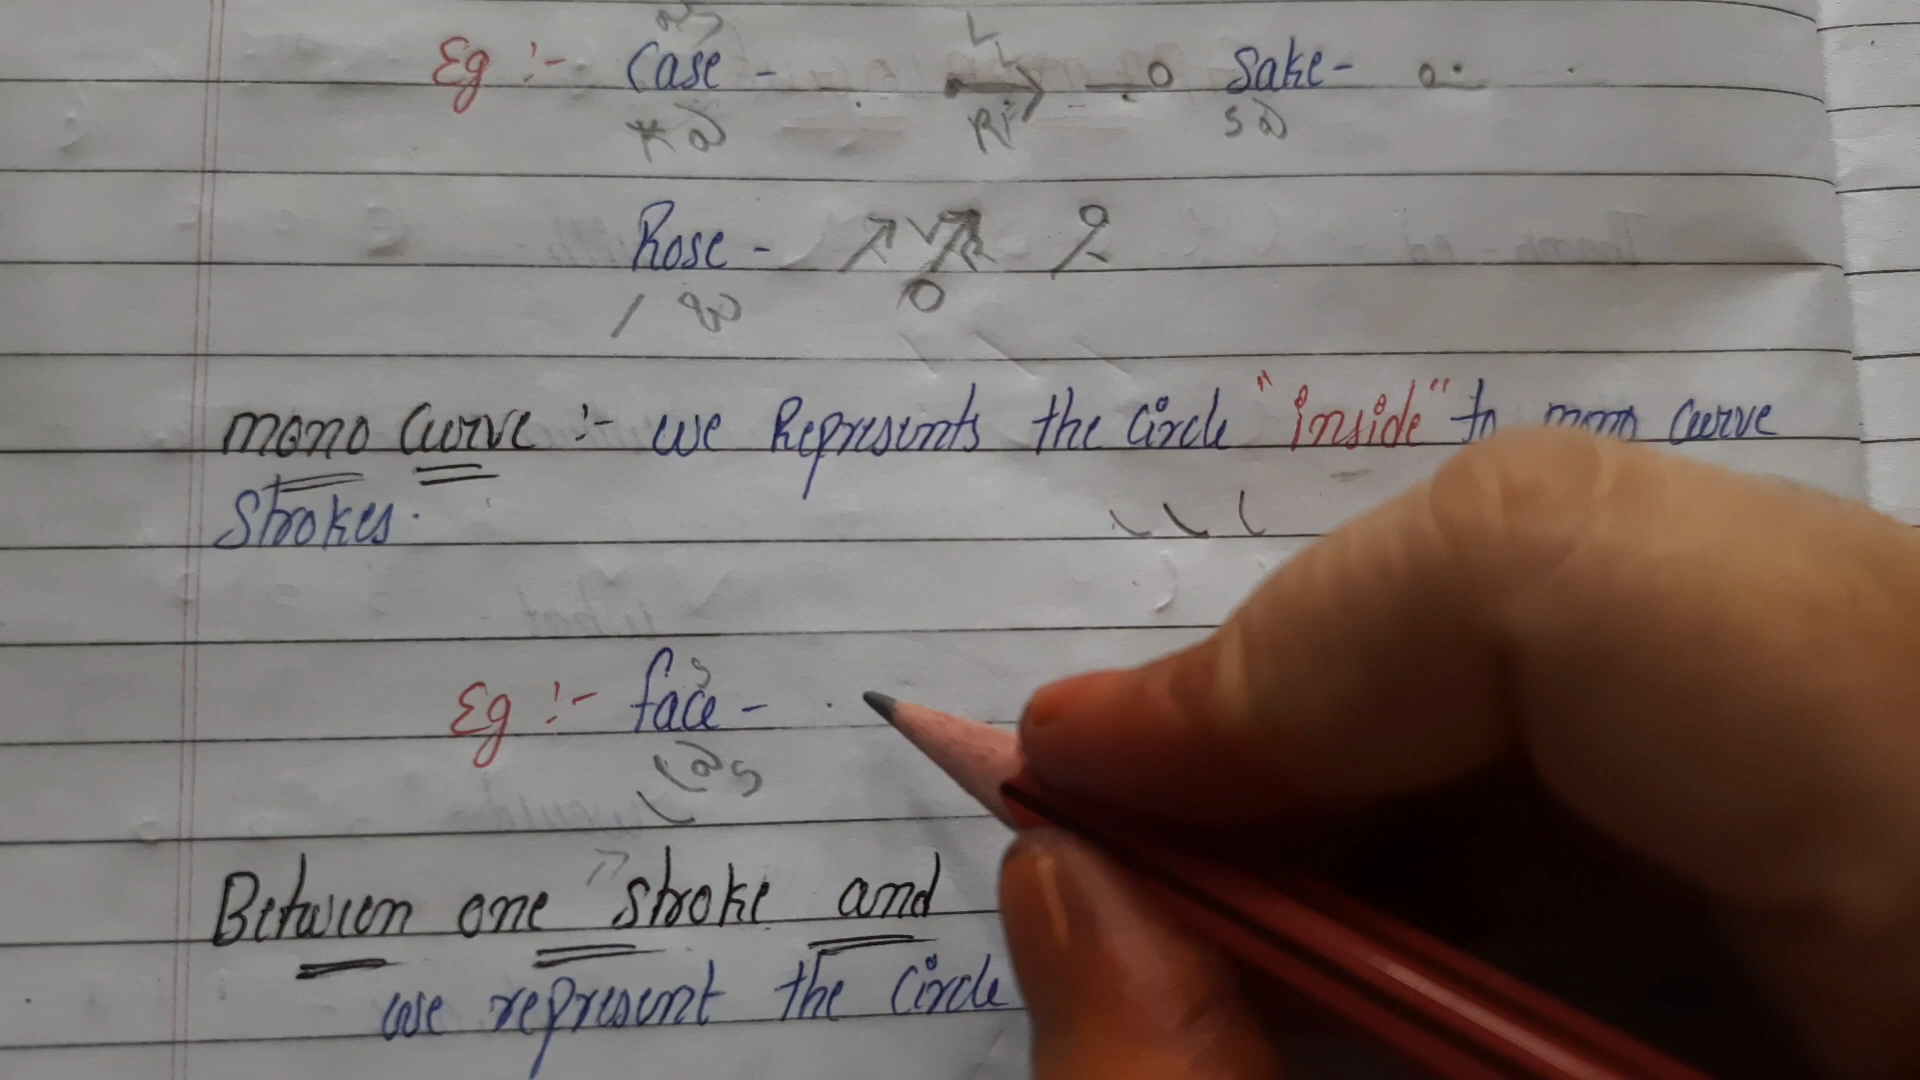 Eg :- Case - Sake -
Rose -
mono Curve :- we Represents the Circle "inside" to mono Curve
Strokes.
Eg :- face -
Between one stroke and
we represent the Circle